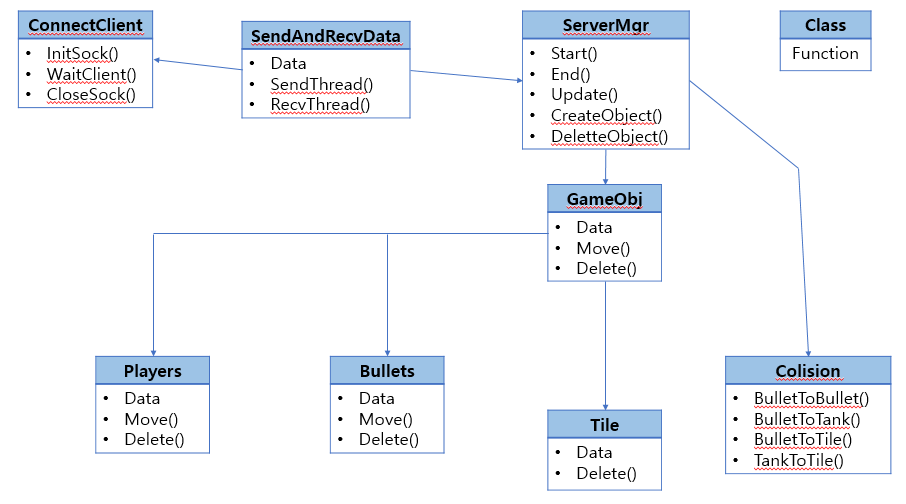 ConnectClient
• InitSock()
• WaitClient()
• CloseSock()
SendAndRecvData
• Data
• SendThread()
• RecvThread()
ServerMgr
• Start()
• End()
• Update()
• CreateObject()
• DeletteObject()
Class
Function
GameObj
• Data
• Move()
• Delete()
Players
• Data
• Move()
• Delete()
Bullets
• Data
• Move()
• Delete()
Tile
• Data
• Delete()
Colision
• BulletToBullet()
• BulletToTank()
• BulletToTile()
• TankToTile()